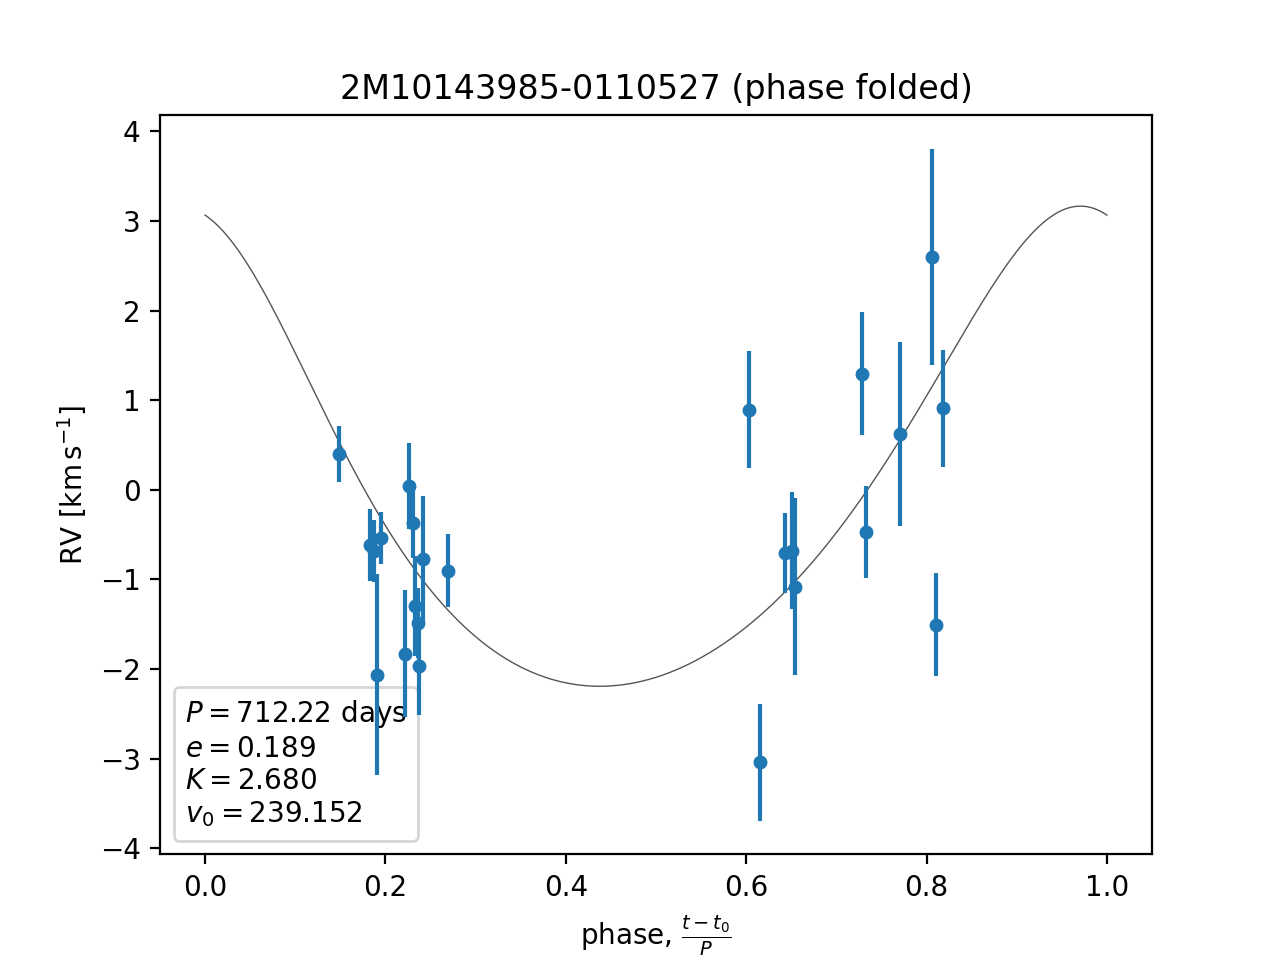 2M10143985-0110527 (phase folded)
RV [km s⁻¹]
4
3
2
1
0
−1
−2
−3
−4
P = 712.22 days
e = 0.189
K = 2.680
v₀ = 239.152
0.0 0.2 0.4 0.6 0.8 1.0
phase, (t − t₀)/P